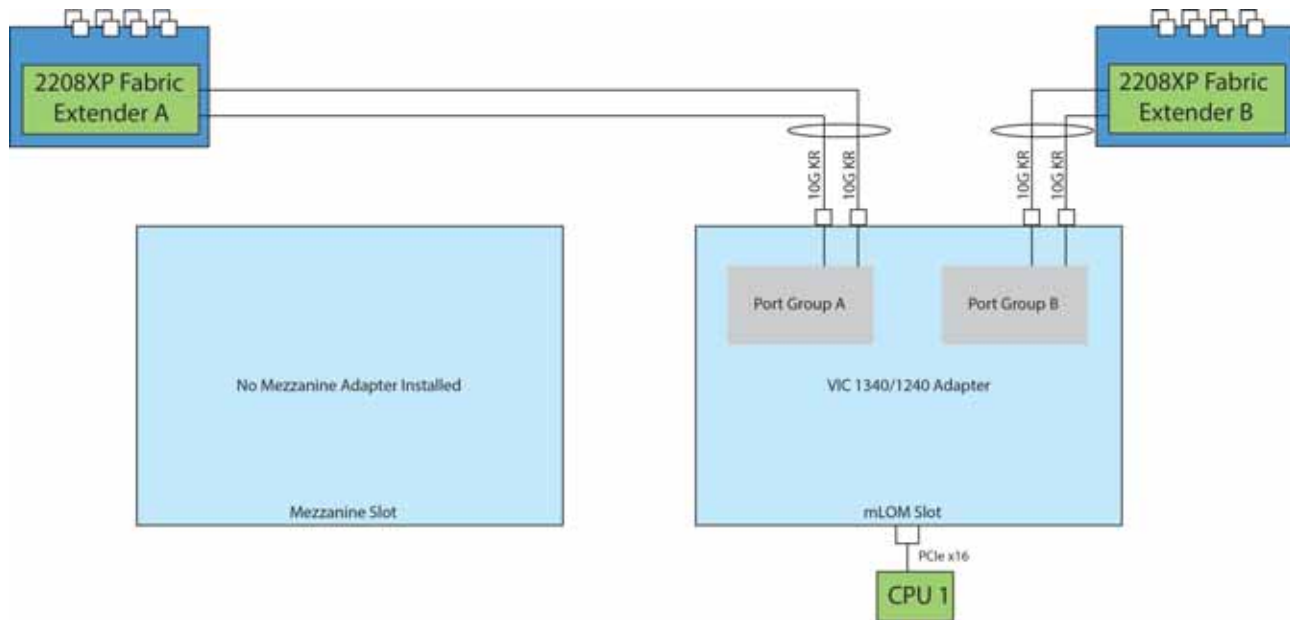 2208XP Fabric
Extender A
2208XP Fabric
Extender B
10G KR
10G KR
10G KR
10G KR
Port Group A
Port Group B
No Mezzanine Adapter Installed
VIC 1340/1240 Adapter
Mezzanine Slot
mLOM Slot
PCIe x16
CPU 1